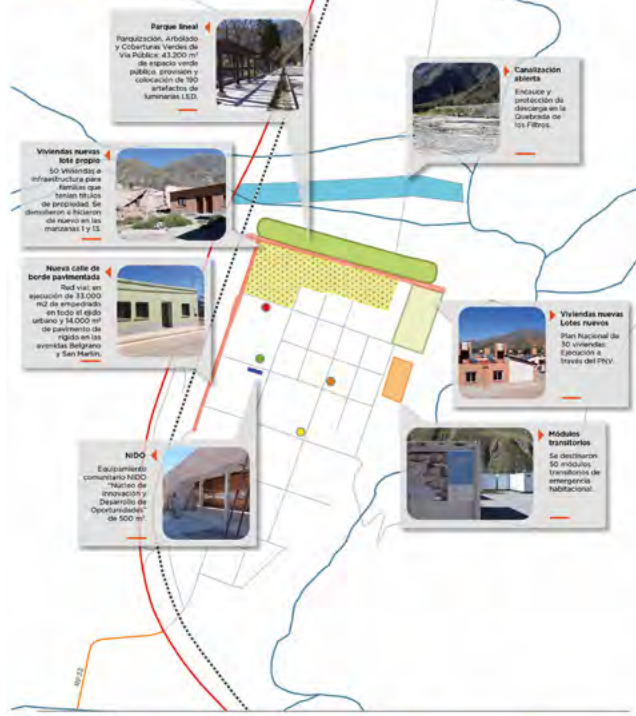 Parque lineal
Parquización, Arbolado
y Coberturas Verdes de
Vía Pública: 43.200 m²
de espacio verde
público, provisión y
colocación de 190
artefactos de
luminarias LED.
Canalización
abierta
Encauce y
protección de
descarga en la
Quebrada de
los Filtros.
Viviendas nuevas
lote propio
50 Viviendas e
infraestructura para
familias que
tenían títulos
de propiedad. Se
demolieron e hicieron
de nuevo en las
manzanas 1 y 13.
Nueva calle de
borde pavimentada
Red vial: en
ejecución de 33.000
m2 de empedrado
en todo el ejido
urbano y 14.000 m²
de pavimento de
rígido en las
avenidas Belgrano
y San Martín.
Viviendas nuevas
Lotes nuevos
Plan Nacional de
30 viviendas:
Ejecución a
través del PNV.
NIDO
Equipamiento
comunitario NIDO
"Núcleo de
Innovación y
Desarrollo de
Oportunidades"
de 500 m².
Módulos
transitorios
Se destinaron
50 módulos
transitorios de
emergencia
habitacional.